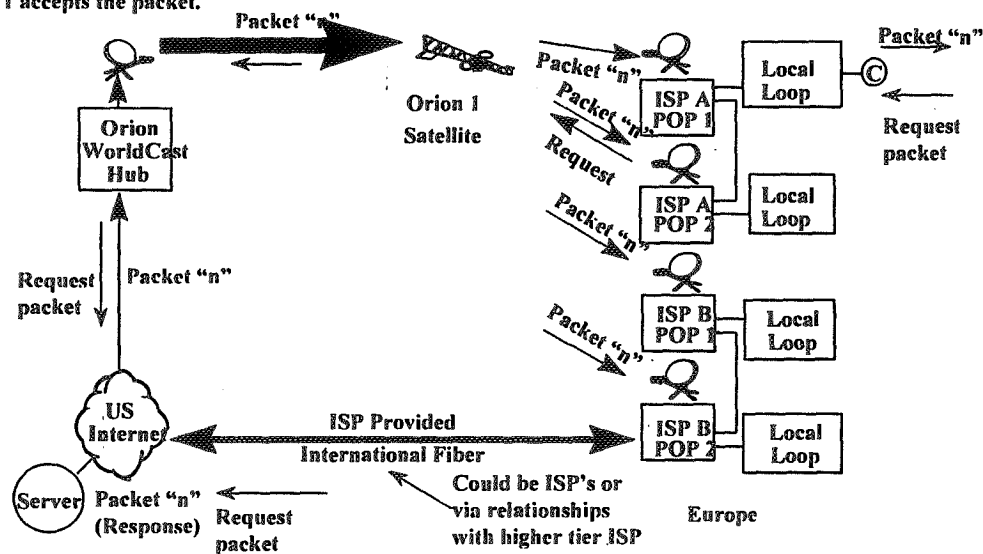 1 accepts the packet.
Packet “n”
Orion 1
Satellite
Orion
WorldCast
Hub
Request
packet
Packet “n”
US
Internet
Server
Packet “n”
(Response)
Request
packet
ISP Provided
International Fiber
Could be ISP's or
via relationships
with higher tier ISP
Packet “n”
Packet “n”
Request
Packet “n”
Packet “n”
ISP A
POP 1
ISP A
POP 2
ISP B
POP 1
ISP B
POP 2
Local
Loop
Local
Loop
Local
Loop
Local
Loop
C
Packet “n”
Request
packet
Europe